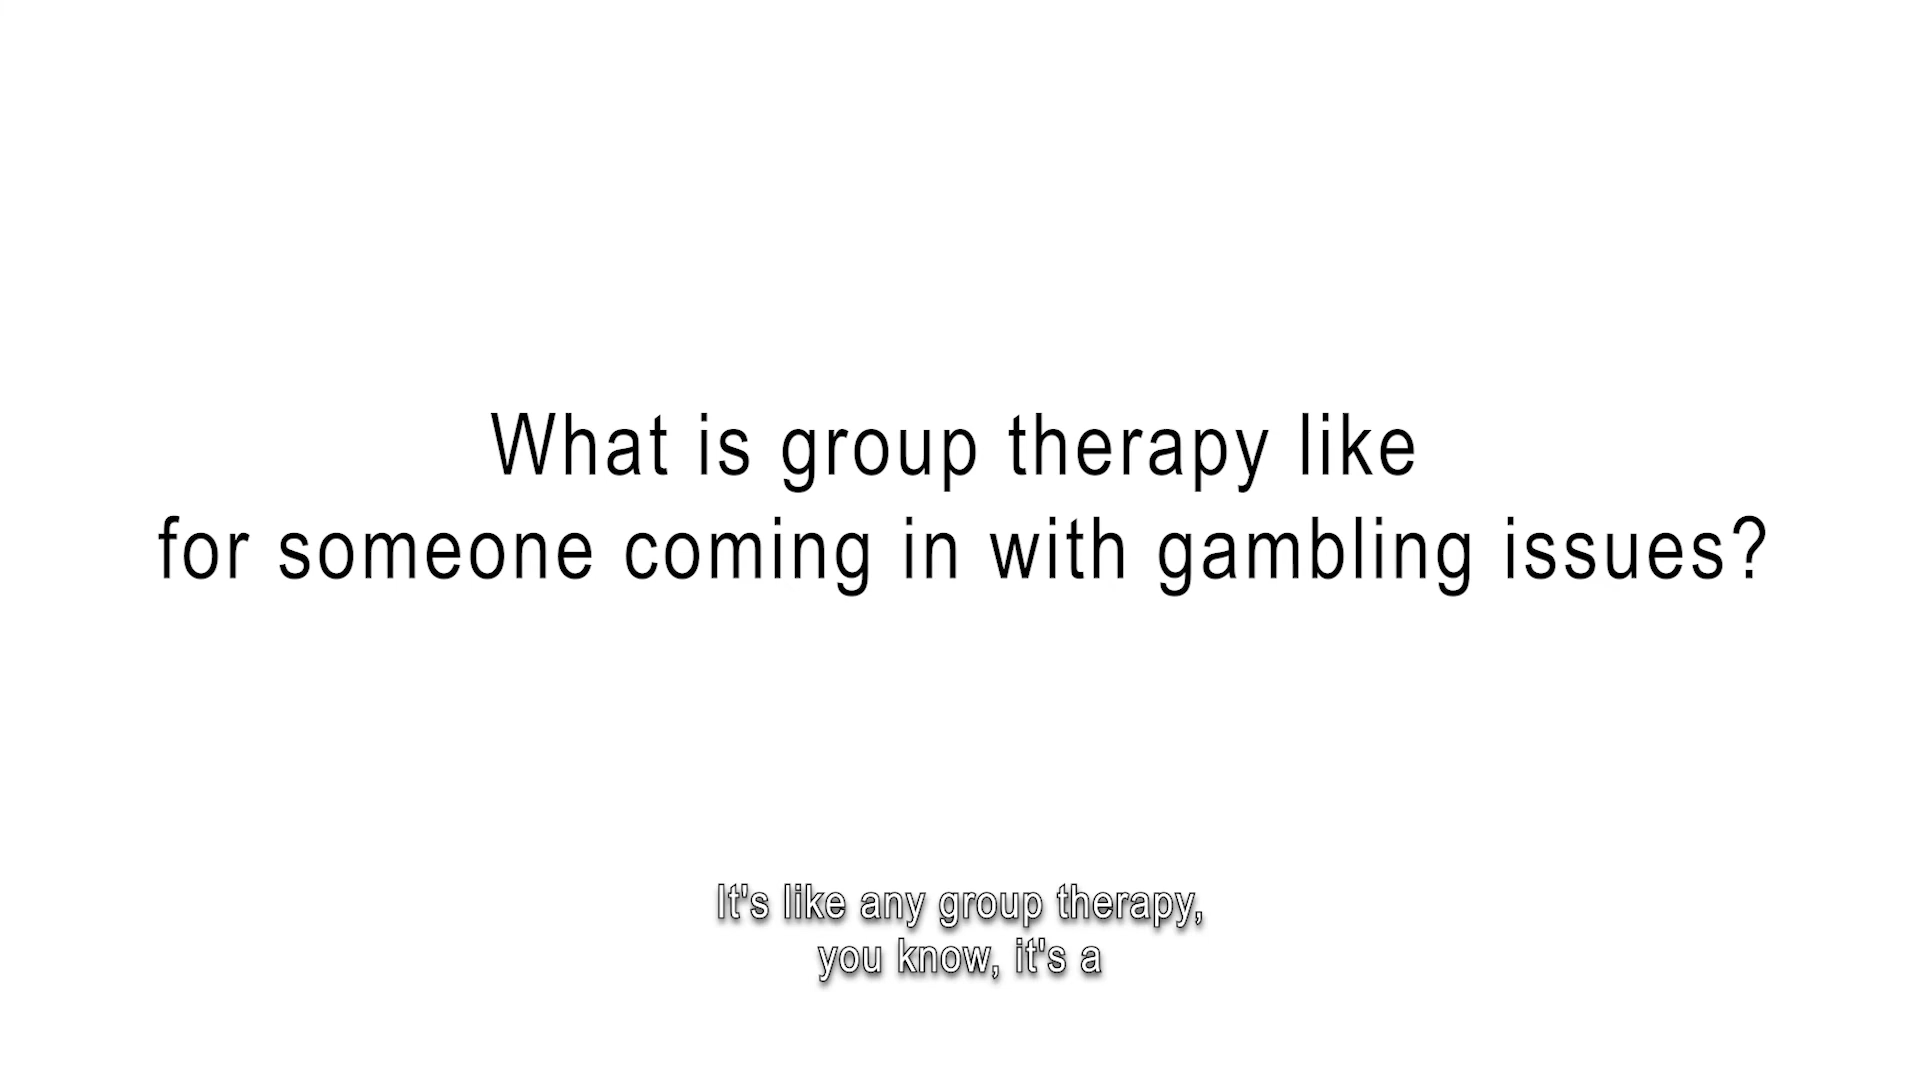 What is group therapy like
for someone coming in with gambling issues?
It's like any group therapy,
you know, it's a